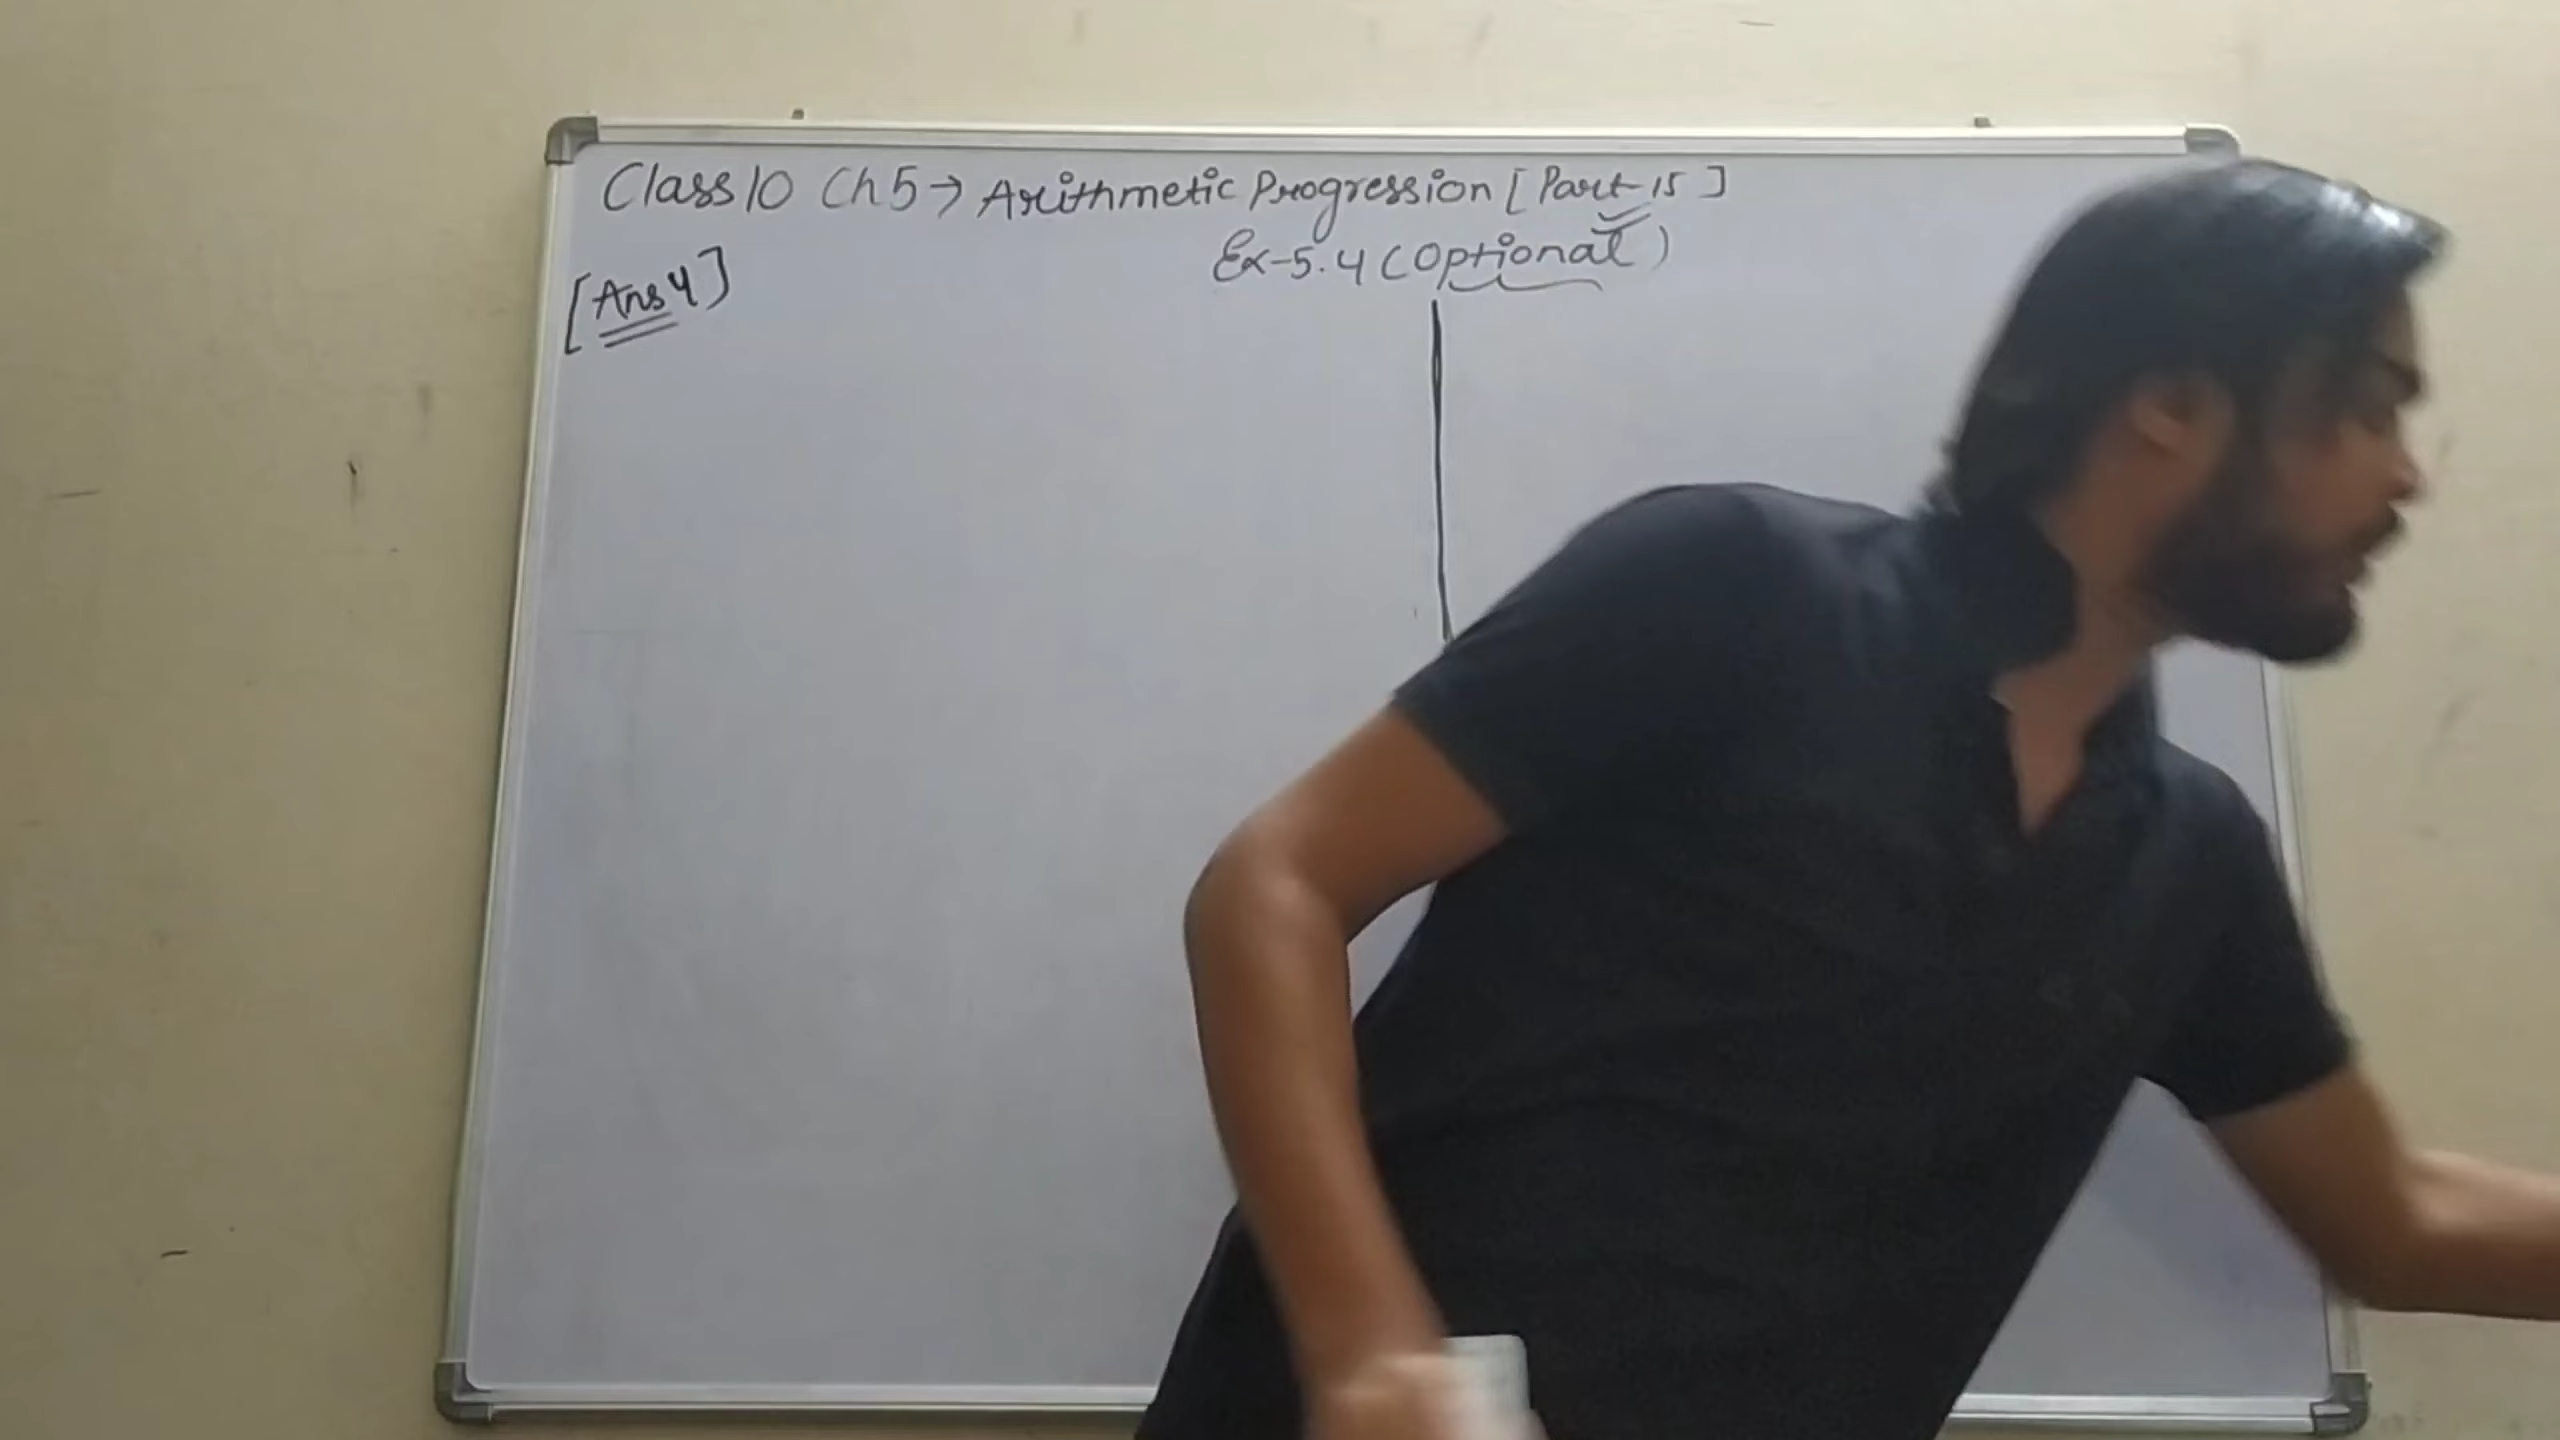 Class 10 Ch 5 → Arithmetic Progression [ Part-15 ]
Ex-5.4 (Optional)
[Ans 4]